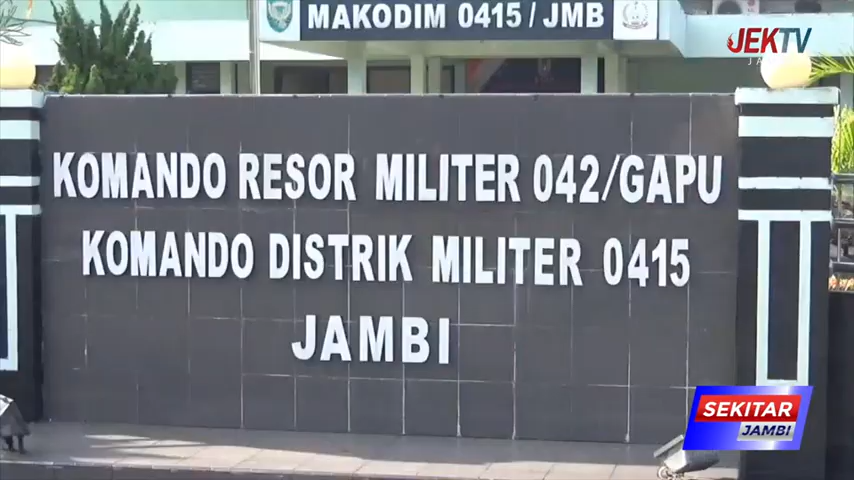 MAKODIM 0415 / JMB
JEKTV
KOMANDO RESOR MILITER 042/GAPU
KOMANDO DISTRIK MILITER 0415
JAMBI
SEKITAR
JAMBI